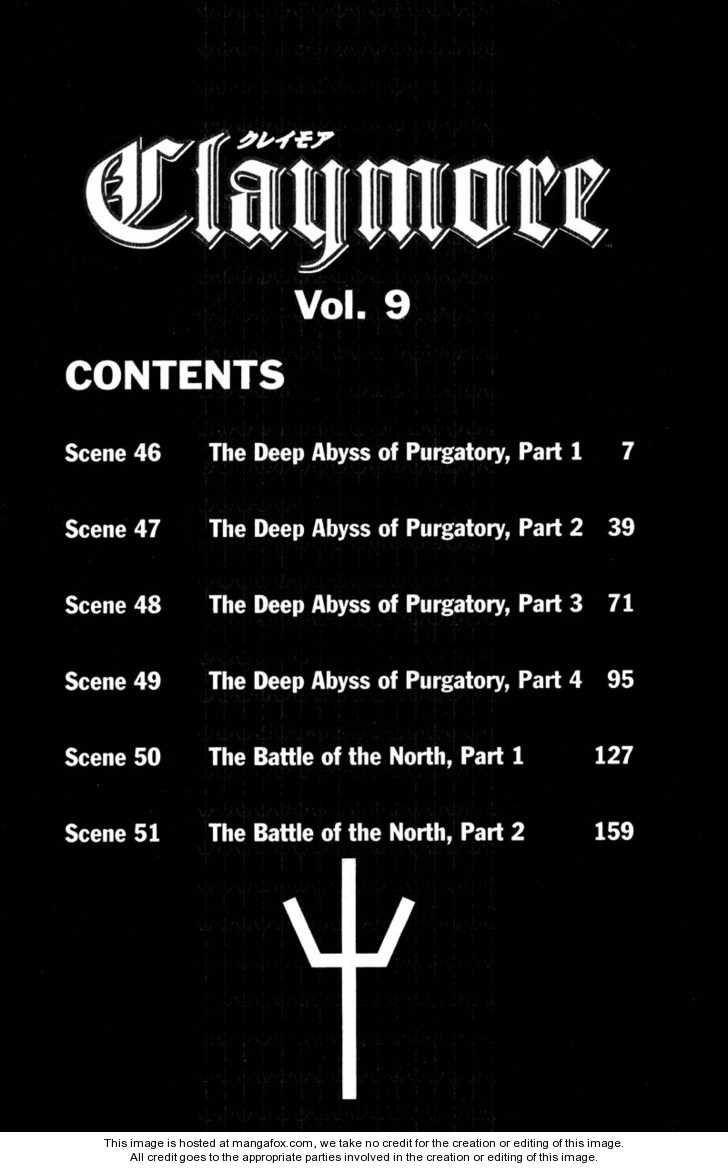 クレイモア
Claymore
Vol. 9
CONTENTS
Scene 46 The Deep Abyss of Purgatory, Part 1 7
Scene 47 The Deep Abyss of Purgatory, Part 2 39
Scene 48 The Deep Abyss of Purgatory, Part 3 71
Scene 49 The Deep Abyss of Purgatory, Part 4 95
Scene 50 The Battle of the North, Part 1 127
Scene 51 The Battle of the North, Part 2 159
This image is hosted at mangafox.com, we take no credit for the creation or editing of this image.
All credit goes to the appropriate parties involved in the creation or editing of this image.